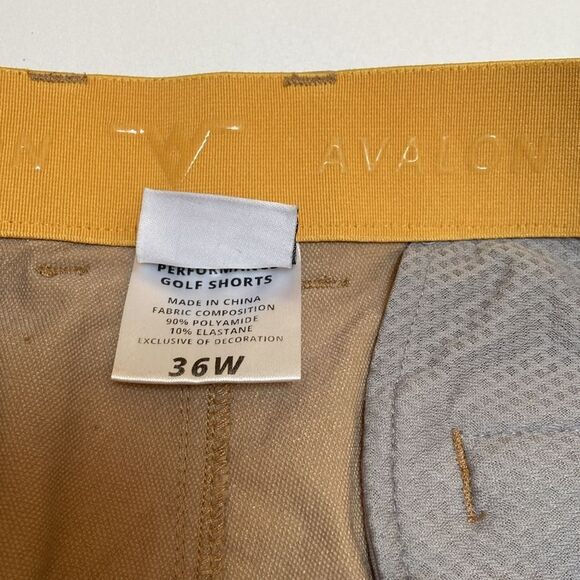 N W AVALON
PERFORMANCE
GOLF SHORTS
MADE IN CHINA
FABRIC COMPOSITION
90% POLYAMIDE
10% ELASTANE
EXCLUSIVE OF DECORATION
36W